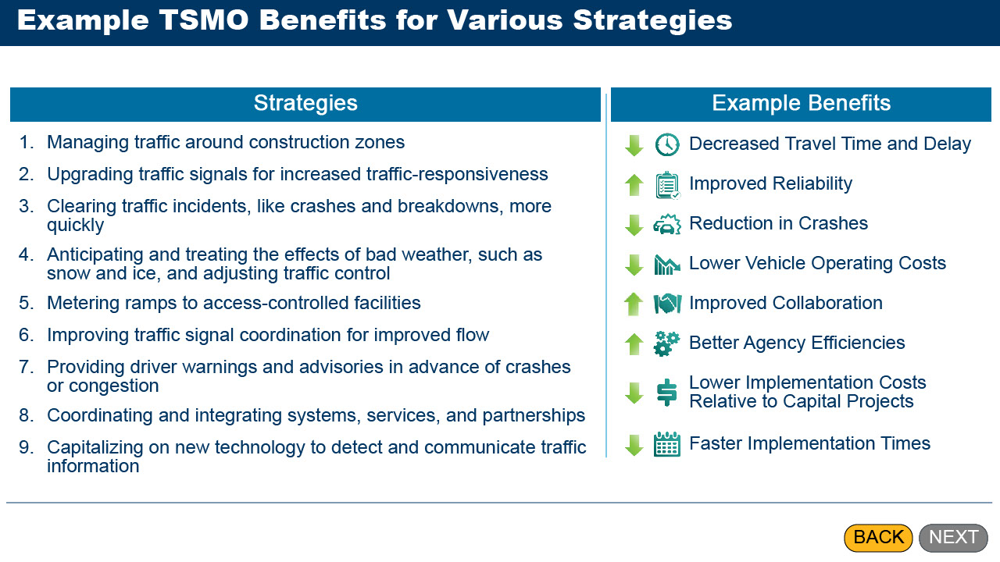 Example TSMO Benefits for Various Strategies
Strategies
1. Managing traffic around construction zones
2. Upgrading traffic signals for increased traffic-responsiveness
3. Clearing traffic incidents, like crashes and breakdowns, more
quickly
4. Anticipating and treating the effects of bad weather, such as
snow and ice, and adjusting traffic control
5. Metering ramps to access-controlled facilities
6. Improving traffic signal coordination for improved flow
7. Providing driver warnings and advisories in advance of crashes
or congestion
8. Coordinating and integrating systems, services, and partnerships
9. Capitalizing on new technology to detect and communicate traffic
information
Example Benefits
Decreased Travel Time and Delay
Improved Reliability
Reduction in Crashes
Lower Vehicle Operating Costs
Improved Collaboration
Better Agency Efficiencies
Lower Implementation Costs
Relative to Capital Projects
Faster Implementation Times
BACK
NEXT